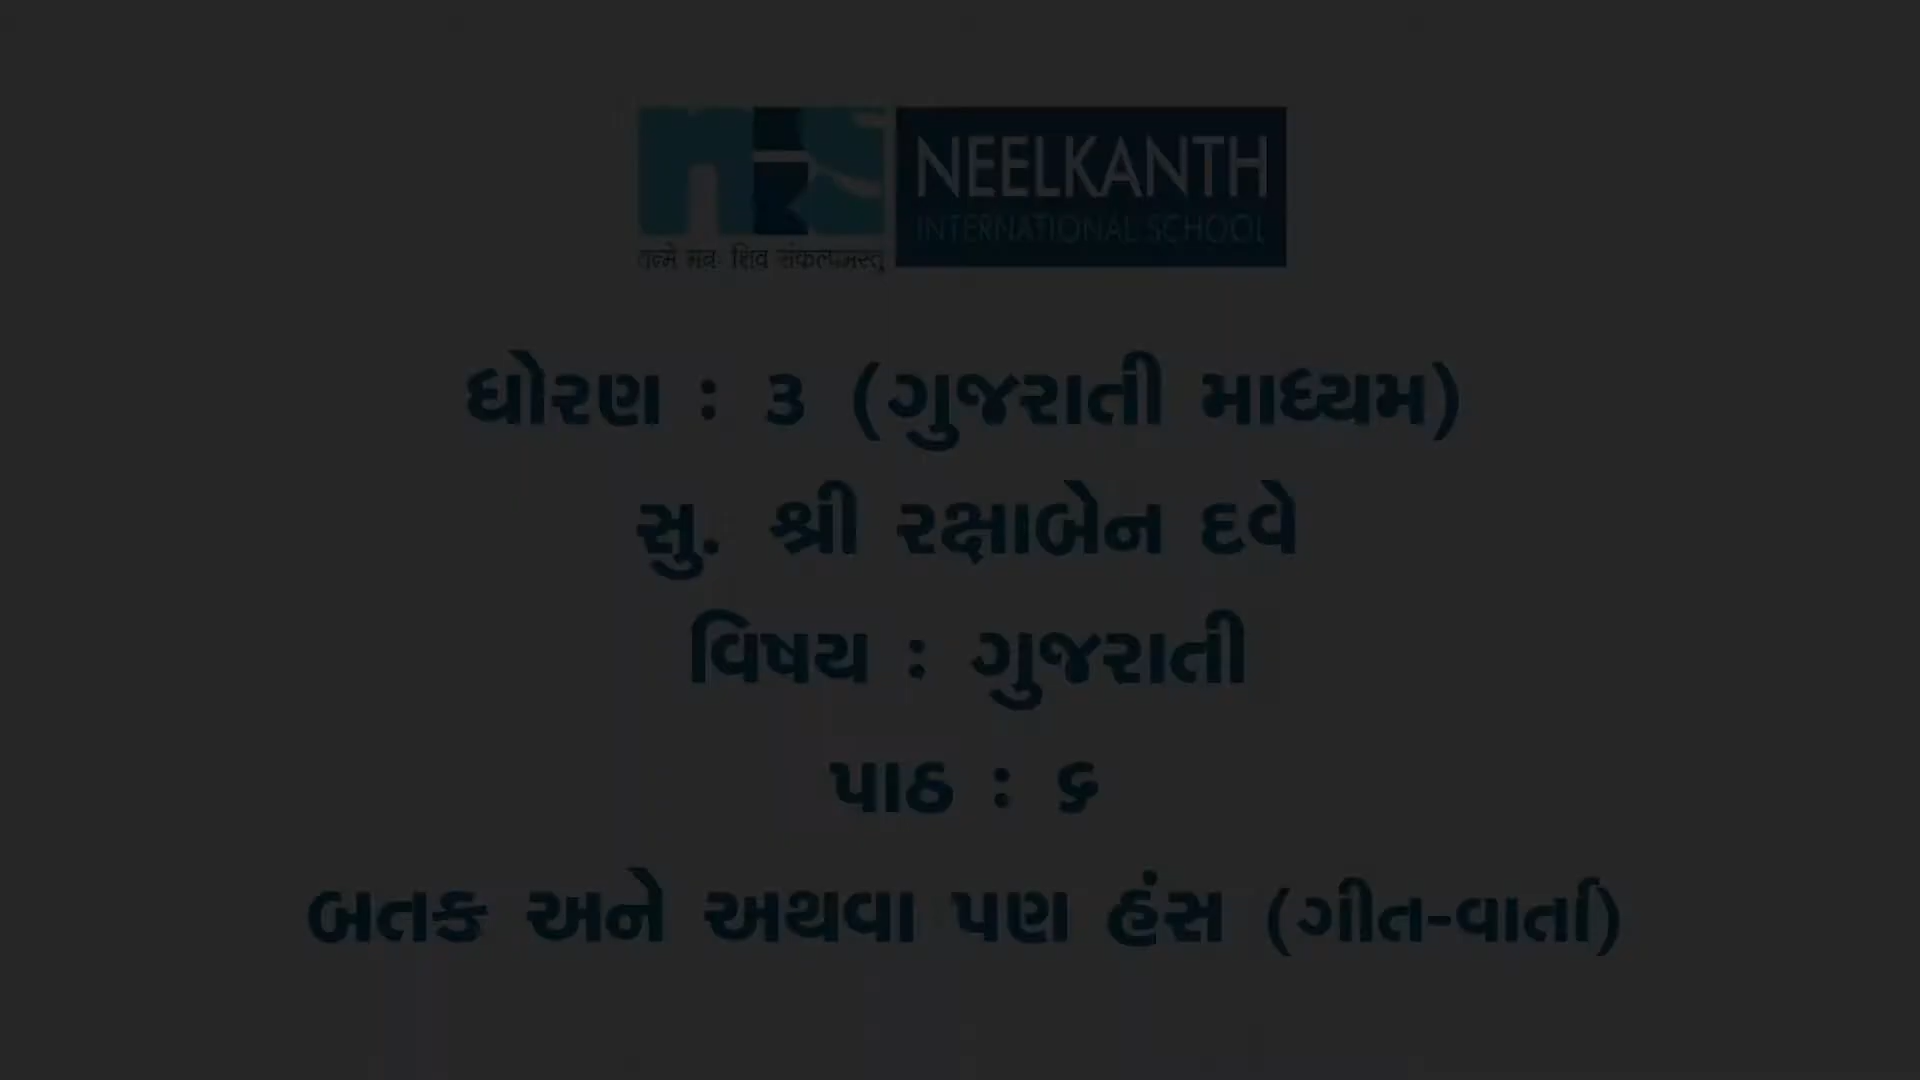 NEELKANTH
INTERNATIONAL SCHOOL
ધોરણ : ૩ (ગુજરાતી માધ્યમ)
સુ. શ્રી રક્ષાબેન દવે
વિષય : ગુજરાતી
પાઠ : ૬
બતક અને અથવા પણ હંસ (ગીત-વાર્તા)